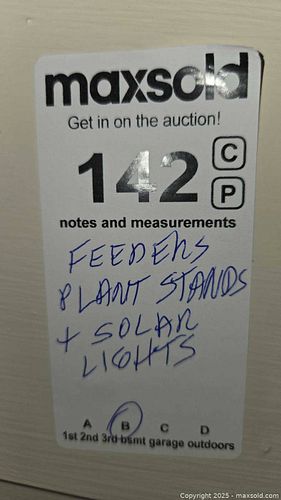 maxsold
Get in on the auction!
142 C
P
notes and measurements
FEEDERS
PLANT STANDS
+ SOLAR
LIGHTS
A B C D
1st 2nd 3rd bsmt garage outdoors
Copyright © 2025 - maxsold.com